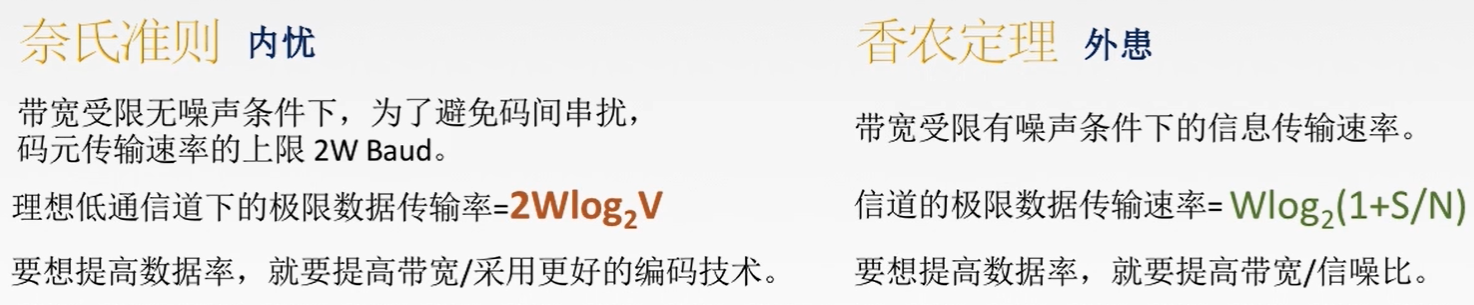 奈氏准则 内忧
带宽受限无噪声条件下，为了避免码间串扰，
码元传输速率的上限 2W Baud。
理想低通信道下的极限数据传输率=2Wlog₂V
要想提高数据率，就要提高带宽/采用更好的编码技术。
香农定理 外患
带宽受限有噪声条件下的信息传输速率。
信道的极限数据传输速率= Wlog₂(1+S/N)
要想提高数据率，就要提高带宽/信噪比。